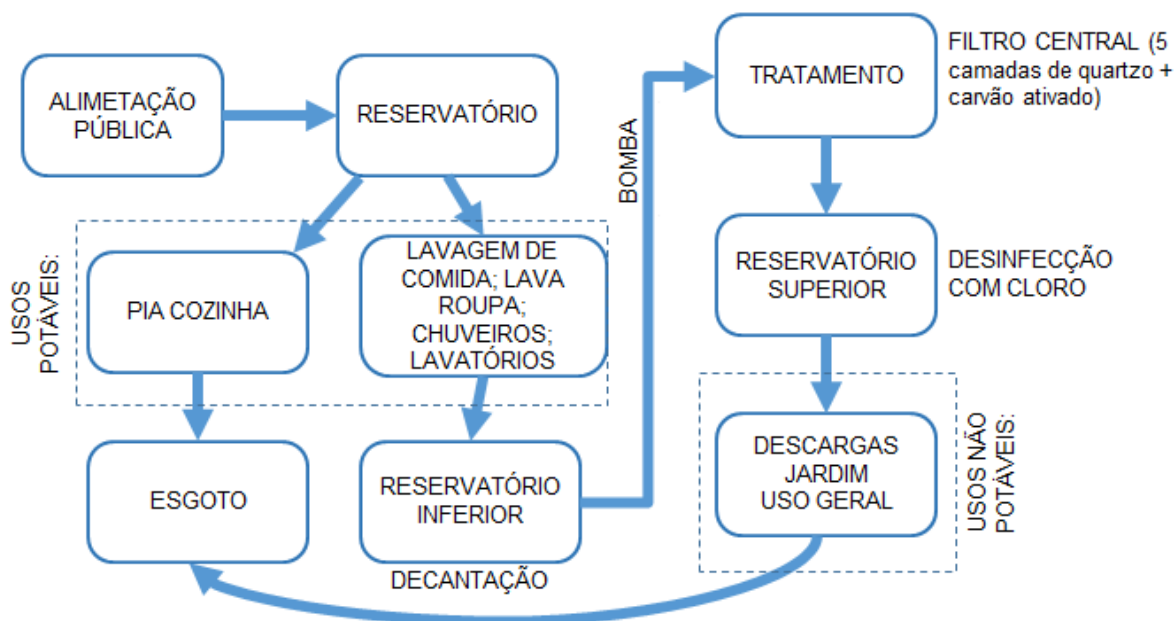 ALIMETAÇÃO
PÚBLICA
RESERVATÓRIO
TRATAMENTO
FILTRO CENTRAL (5
camadas de quartzo +
carvão ativado)
BOMBA
USOS
POTÁVEIS:
PIA COZINHA
LAVAGEM DE
COMIDA; LAVA
ROUPA;
CHUVEIROS;
LAVATÓRIOS
RESERVATÓRIO
SUPERIOR
DESINFECÇÃO
COM CLORO
ESGOTO
RESERVATÓRIO
INFERIOR
DECANTAÇÃO
DESCARGAS
JARDIM
USO GERAL
USOS NÃO
POTÁVEIS: